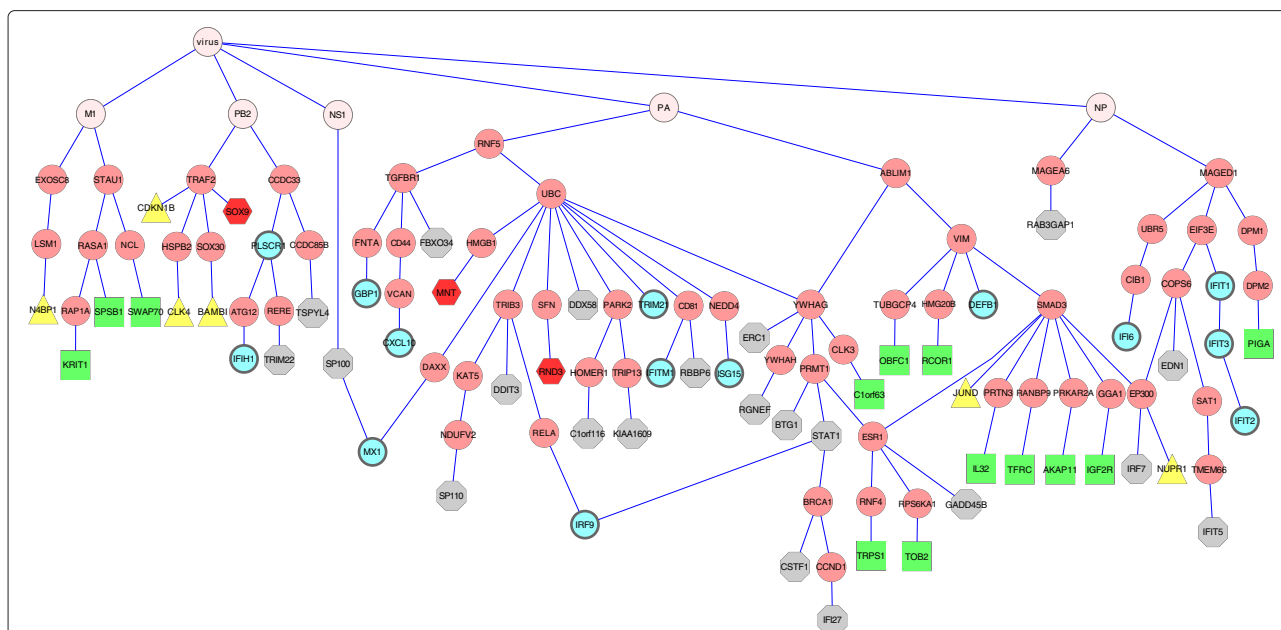 virus
M1
PB2
NS1
PA
NP
RNF5
EXOSC8
STAU1
TRAF2
CCDC33
TGFBR1
ABLIM1
MAGEA6
MAGED1
UBC
CDKN1B
SOX9
RAB3GAP1
LSM1
RASA1
NCL
HSPB2
SOX30
PLSCR1
CCDC85B
FNTA
CD44
FBXO34
HMGB1
VIM
UBR5
EIF3E
DPM1
N4BP1
RAP1A
SPSB1
SWAP70
CLK4
BAMBI
ATG12
RERE
TSPYL4
GBP1
VCAN
MNT
TRIB3
SFN
DDX58
PARK2
TRIM21
CD81
NEDD4
YWHAG
TUBGCP4
HMG20B
DEFB1
SMAD3
CIB1
COPS6
IFIT1
DPM2
KRIT1
IFIH1
TRIM22
SP100
CXCL10
DAXX
KAT5
DDIT3
RND3
HOMER1
TRIP13
IFITM1
RBBP6
ISG15
ERC1
YWHAH
PRMT1
CLK3
OBFC1
RCOR1
IFI6
EDN1
IFIT3
PIGA
C1orf63
JUND
PRTN3
RANBP9
PRKAR2A
GGA1
EP300
SAT1
RGNEF
BTG1
IFIT2
MX1
NDUFV2
RELA
C1orf116
KIAA1609
STAT1
ESR1
IL32
TFRC
AKAP11
IGF2R
IRF7
NUPR1
TMEM66
SP110
IRF9
BRCA1
RNF4
RPS6KA1
GADD45B
IFIT5
CSTF1
CCND1
TRPS1
TOB2
IFI27